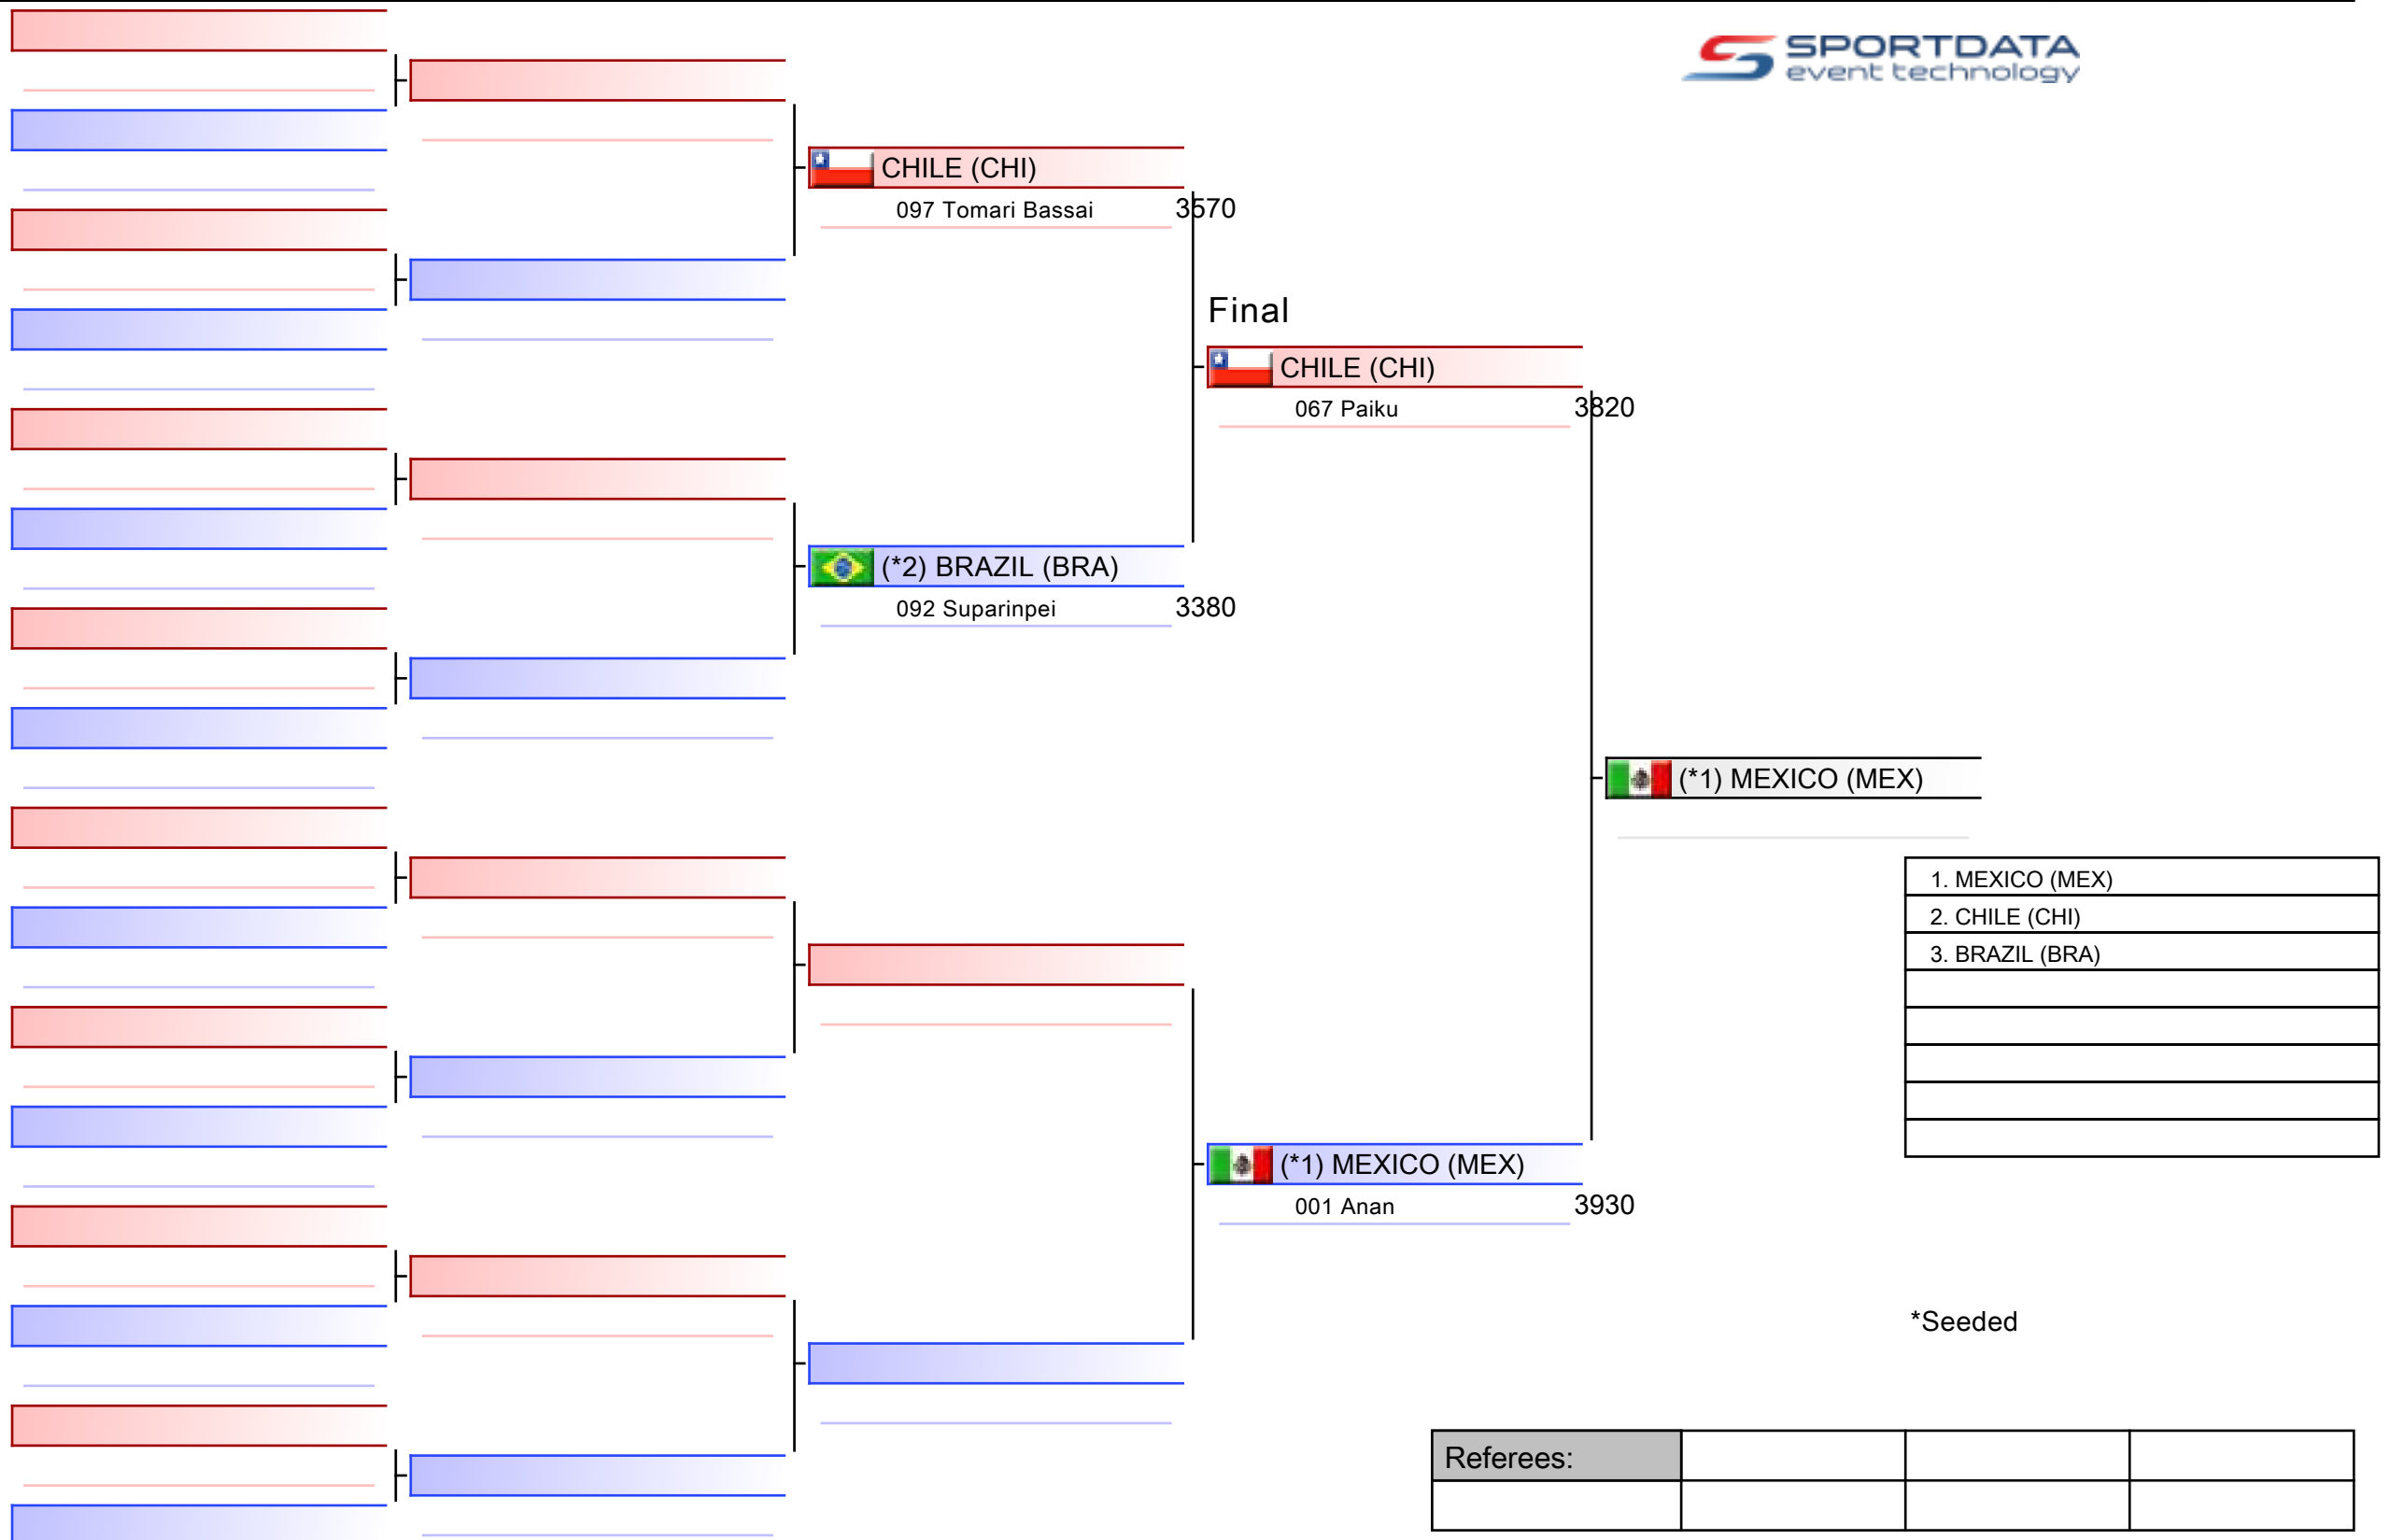 SPORTDATA
event technology
CHILE (CHI)
097 Tomari Bassai 3570
Final
CHILE (CHI)
067 Paiku 3820
(*2) BRAZIL (BRA)
092 Suparinpei 3380
(*1) MEXICO (MEX)
1. MEXICO (MEX)
2. CHILE (CHI)
3. BRAZIL (BRA)
(*1) MEXICO (MEX)
001 Anan 3930
*Seeded
Referees: